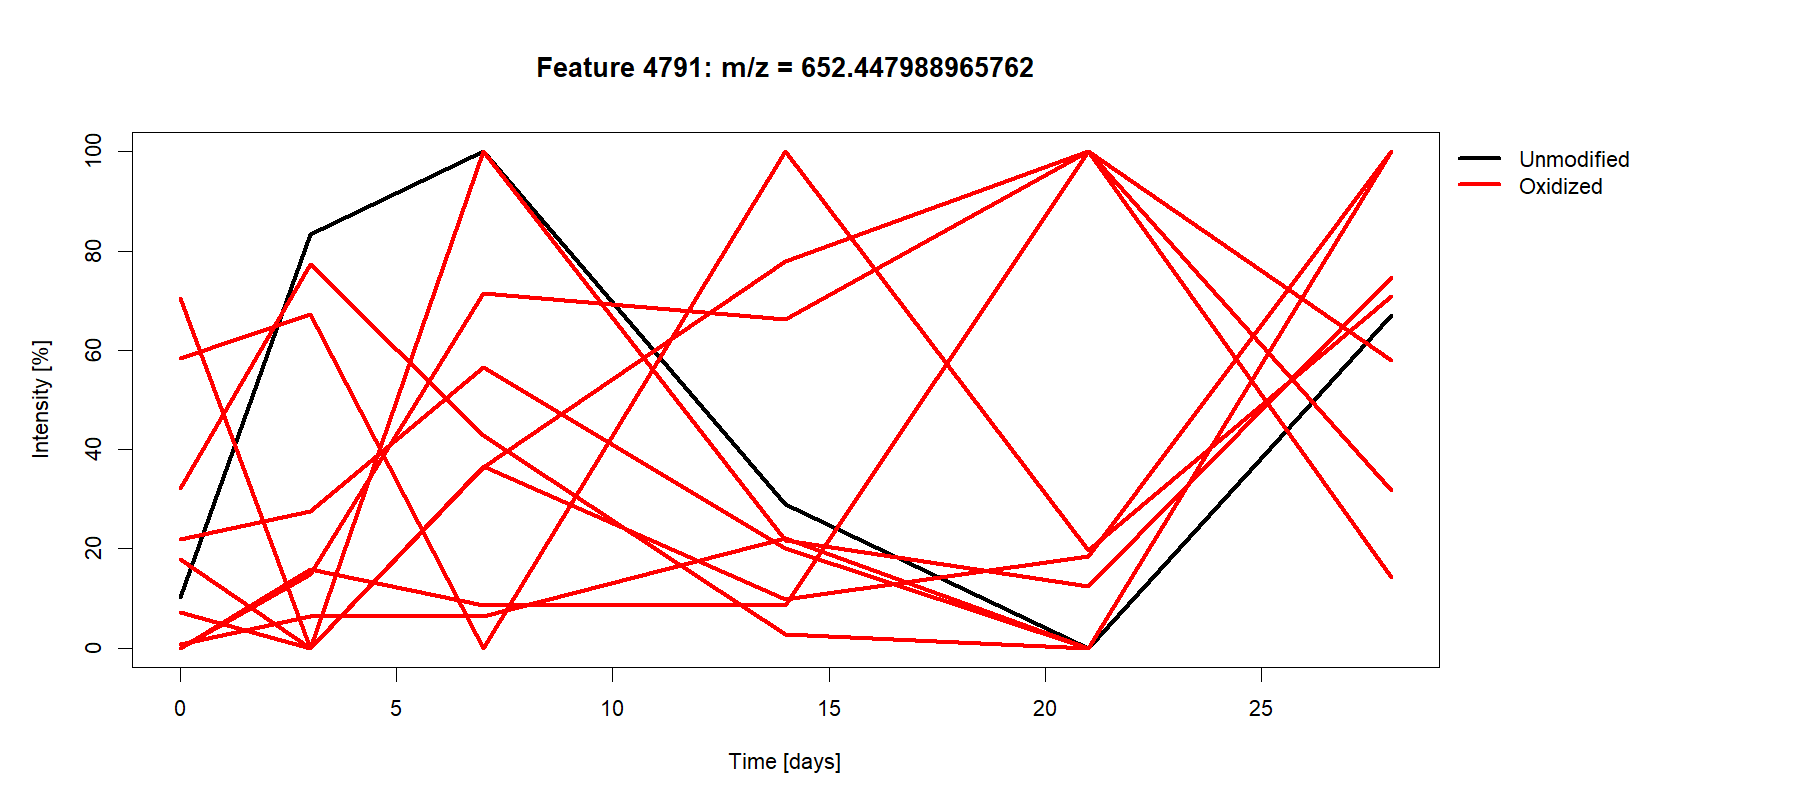 Feature 4791: m/z = 652.447988965762
Unmodified
Oxidized
Intensity [%]
100
80
60
40
20
0
0 5 10 15 20 25
Time [days]